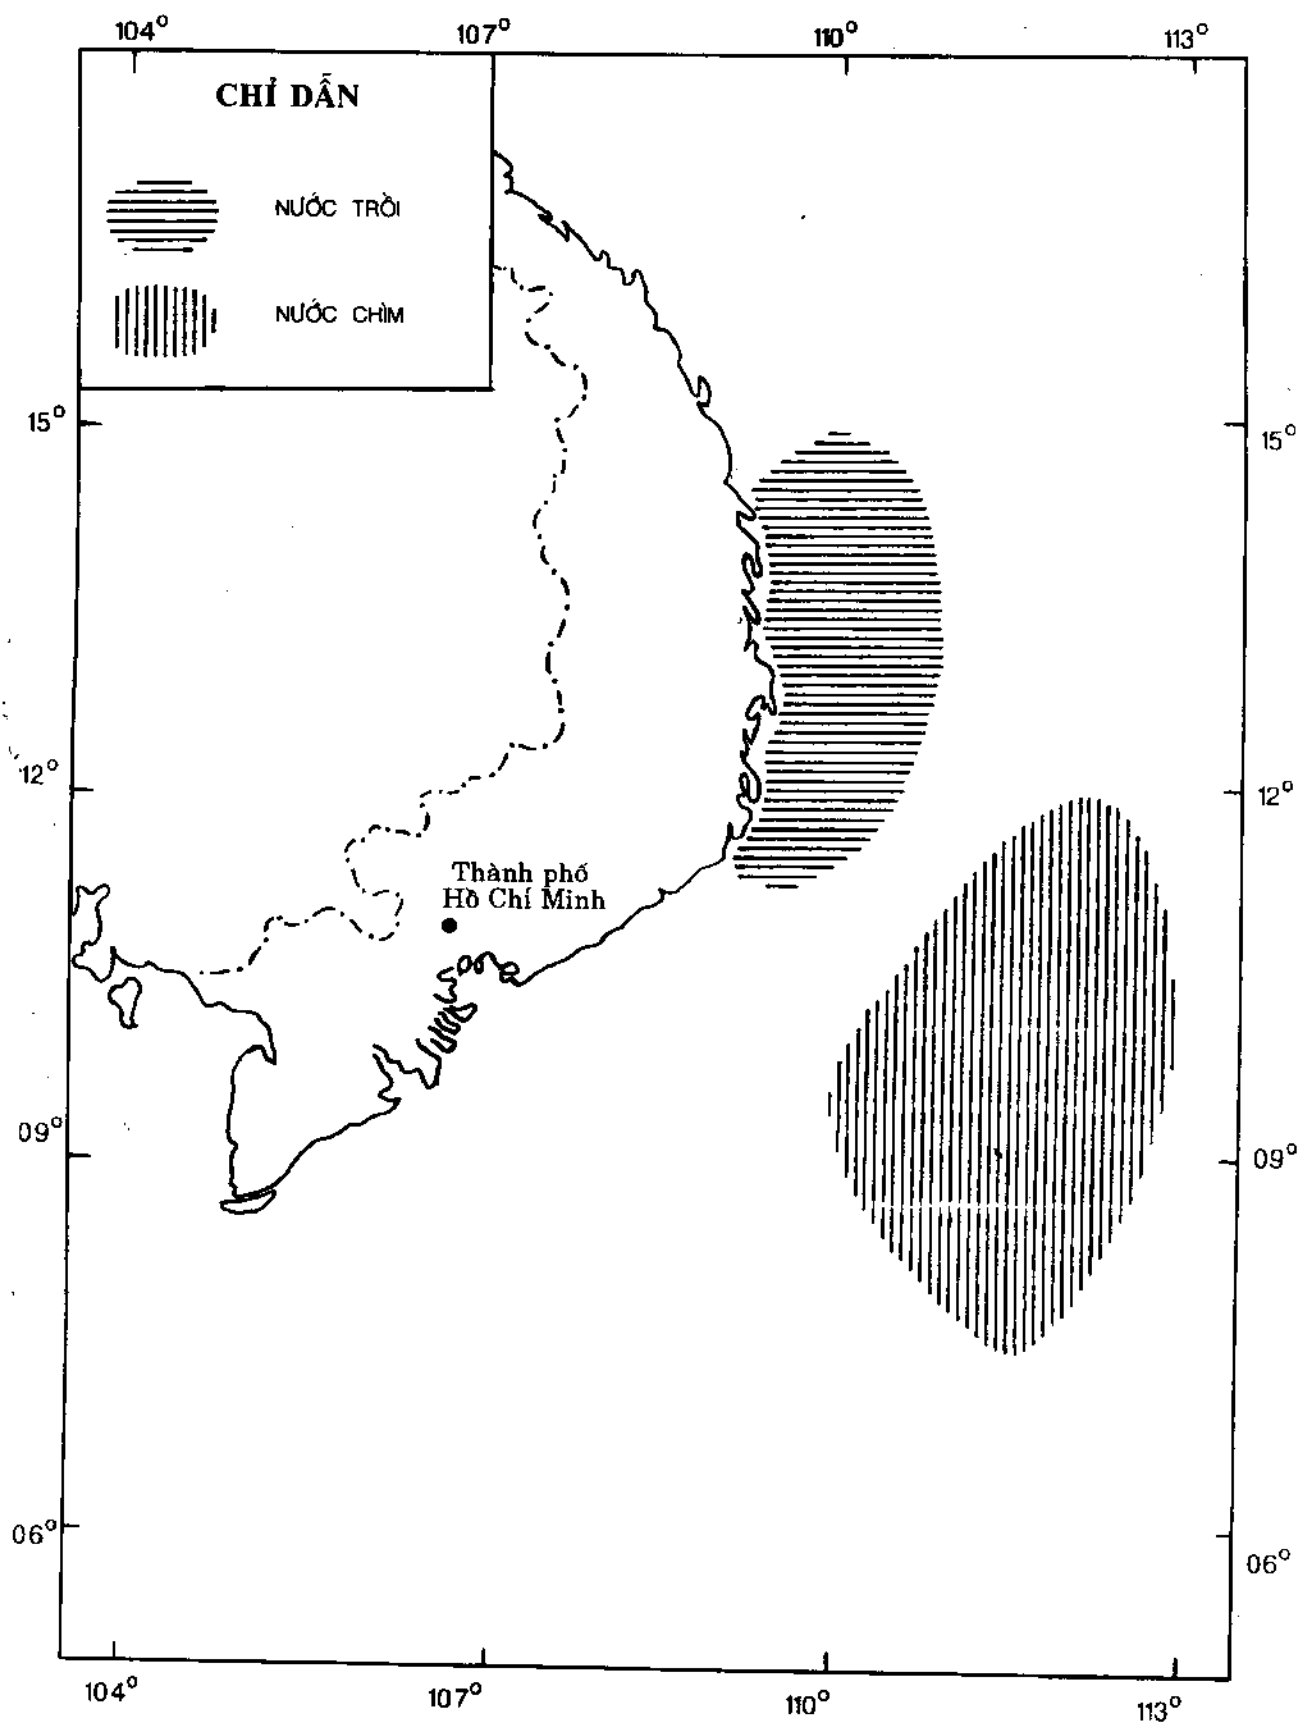 104° 107° 110° 113°
CHỈ DẪN
NƯỚC TRỒI
NƯỚC CHÌM
15° 15°
12° 12°
Thành phố
Hồ Chí Minh
09° 09°
06° 06°
104° 107° 110° 113°